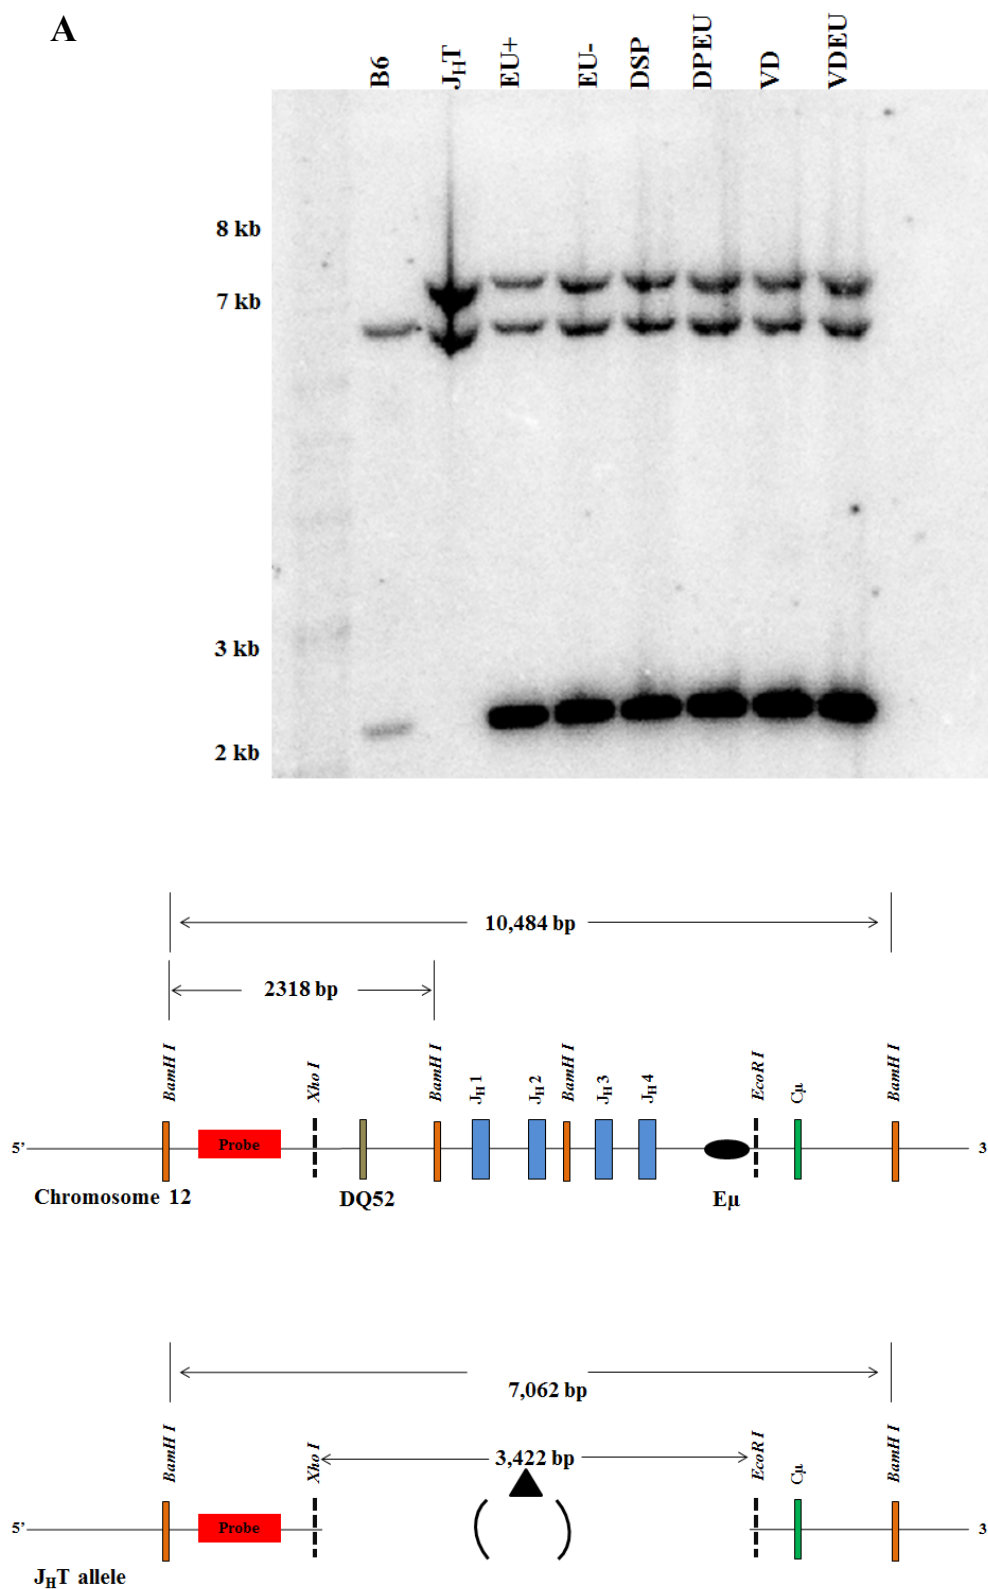 A
B6 JHT EU+ EU- DSP DPEU VD VDEU
8 kb
7 kb
3 kb
2 kb
10,484 bp
2318 bp
BamH I Xho I BamH I JH1 JH2 BamH I JH3 JH4 EcoR I Cμ BamH I
5’ Probe 3
Chromosome 12 DQ52 Eμ
7,062 bp
BamH I Xho I 3,422 bp EcoR I Cμ BamH I
5’ Probe 3
JHT allele